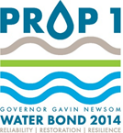 PROP 1
GOVERNOR GAVIN NEWSOM
WATER BOND 2014
RELIABILITY | RESTORATION | RESILIENCE